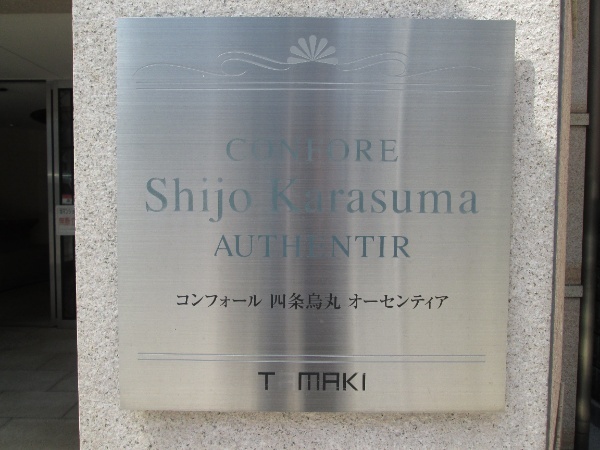 CONFORE
Shijo Karasuma
AUTHENTIR
コンフォール 四条烏丸 オーセンティア
T MAKI